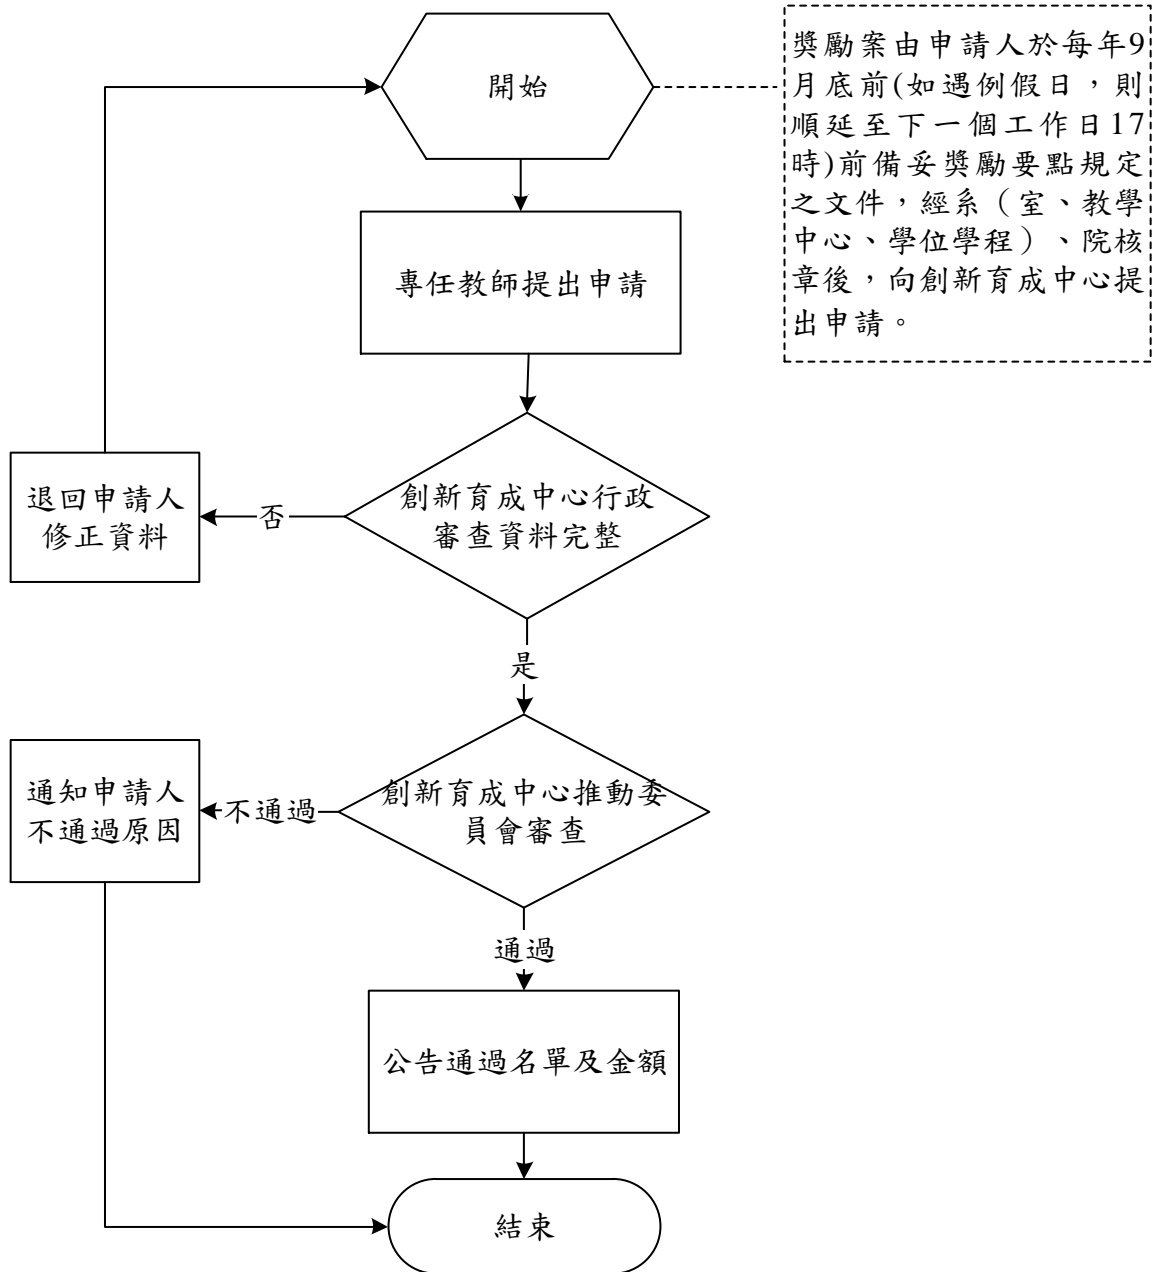 開始
獎勵案由申請人於每年9
月底前(如遇例假日，則
順延至下一個工作日17
時)前備妥獎勵要點規定
之文件，經系（室、教學
中心、學位學程）、院核
章後，向創新育成中心提
出申請。
專任教師提出申請
創新育成中心行政
審查資料完整
否
退回申請人
修正資料
是
創新育成中心推動委
員會審查
不通過
通知申請人
不通過原因
通過
公告通過名單及金額
結束